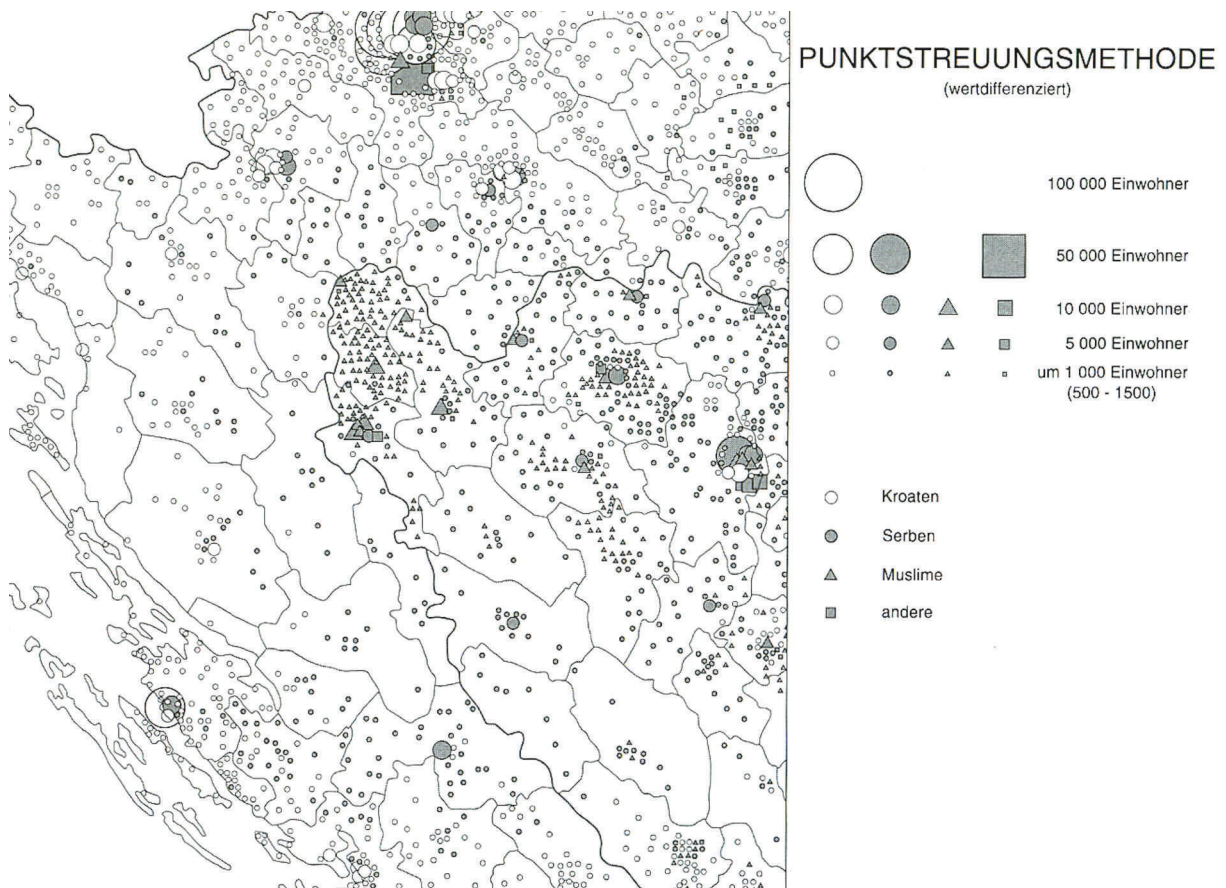 PUNKTSTREUUNGSMETHODE
(wertdifferenziert)
100 000 Einwohner
50 000 Einwohner
10 000 Einwohner
5 000 Einwohner
um 1 000 Einwohner
(500 - 1500)
Kroaten
Serben
Muslime
andere